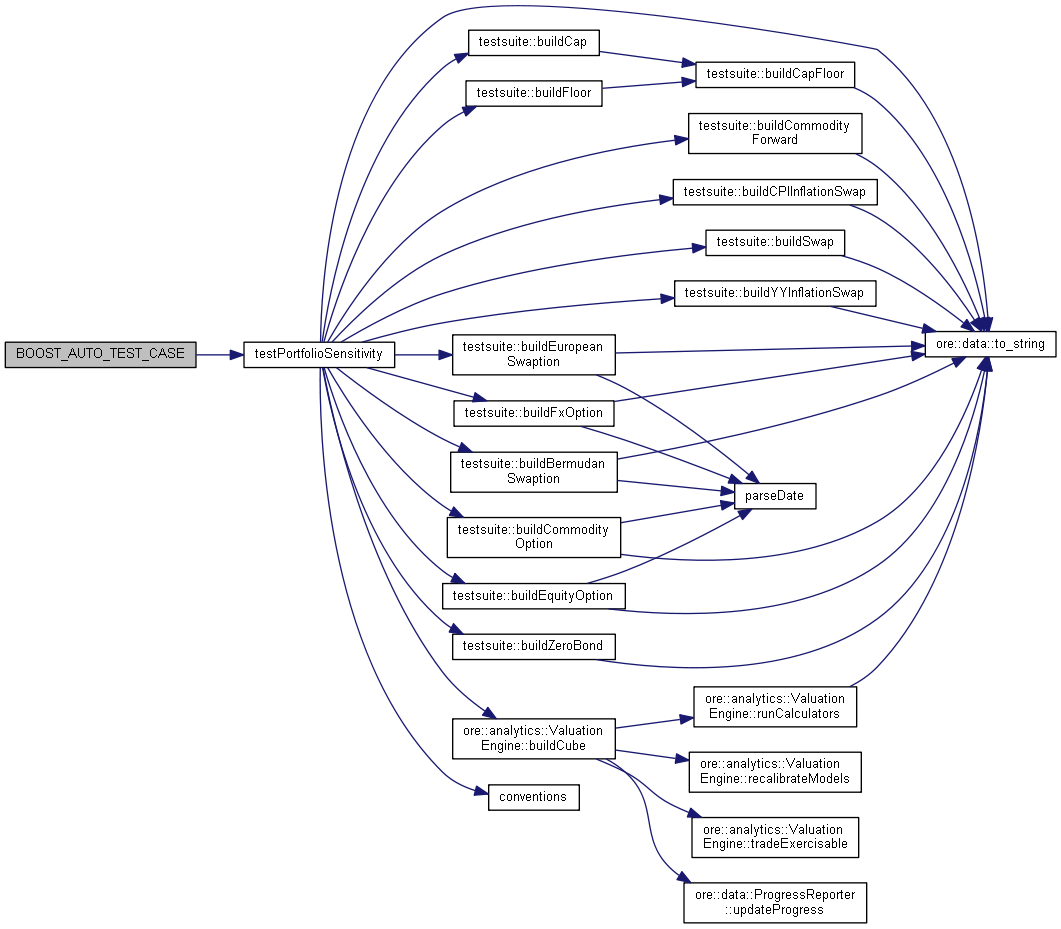 testsuite::buildCap
testsuite::buildCapFloor
testsuite::buildFloor
testsuite::buildCommodity
Forward
testsuite::buildCPIInflationSwap
testsuite::buildSwap
testsuite::buildYYInflationSwap
BOOST_AUTO_TEST_CASE
testPortfolioSensitivity
testsuite::buildEuropean
Swaption
ore::data::to_string
testsuite::buildFxOption
testsuite::buildBermudan
Swaption
parseDate
testsuite::buildCommodity
Option
testsuite::buildEquityOption
testsuite::buildZeroBond
ore::analytics::Valuation
Engine::buildCube
ore::analytics::Valuation
Engine::runCalculators
ore::analytics::Valuation
Engine::recalibrateModels
conventions
ore::analytics::Valuation
Engine::tradeExercisable
ore::data::ProgressReporter
::updateProgress